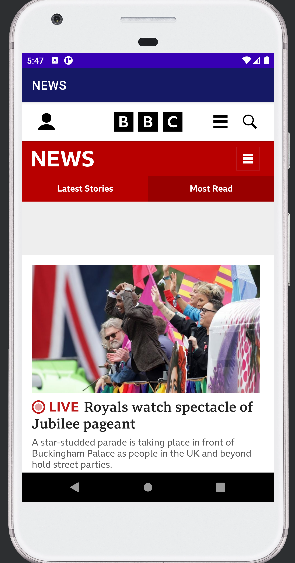 5:47
NEWS
BBC
NEWS
Latest Stories
Most Read
LIVE Royals watch spectacle of
Jubilee pageant
A star-studded parade is taking place in front of
Buckingham Palace as people in the UK and beyond
hold street parties.